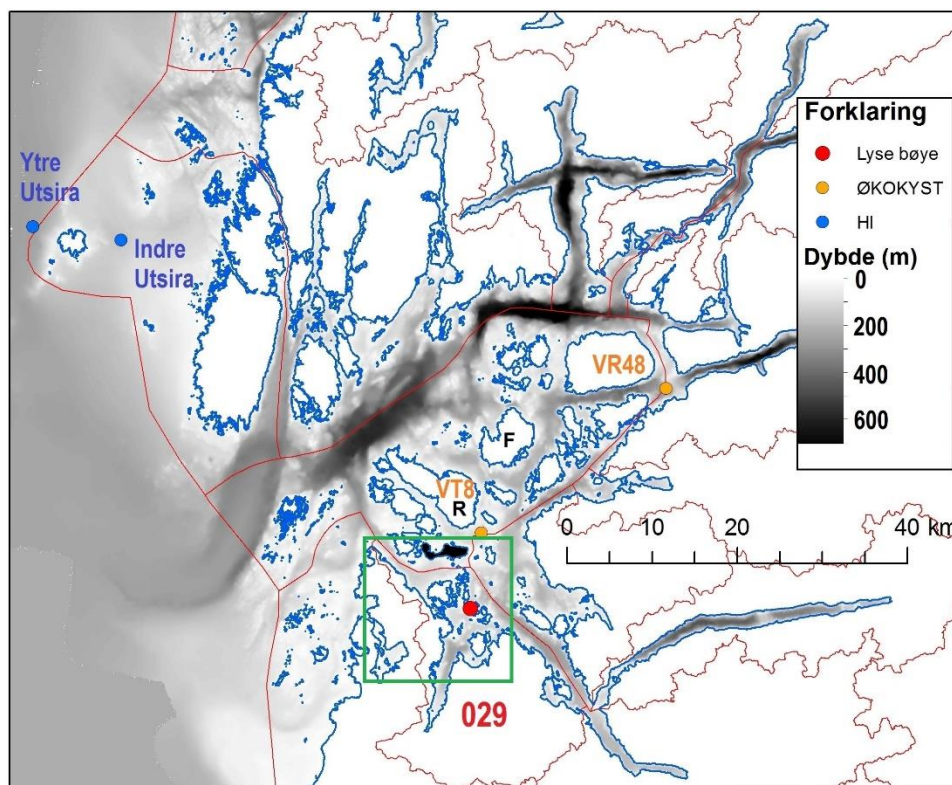 Ytre
Utsira
Indre
Utsira
VR48
F
VT8
R
029
Forklaring
Lyse bøye
ØKOKYST
HI
Dybde (m)
0
200
400
600
0 10 20 40 km